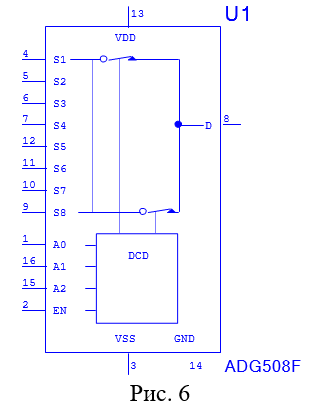 13
U1
VDD
4 S1
5 S2
6 S3
7 S4 D 8
12 S5
11 S6
10 S7
9 S8
1 A0
DCD
16 A1
15 A2
2 EN
VSS GND
3 14 ADG508F
Рис. 6